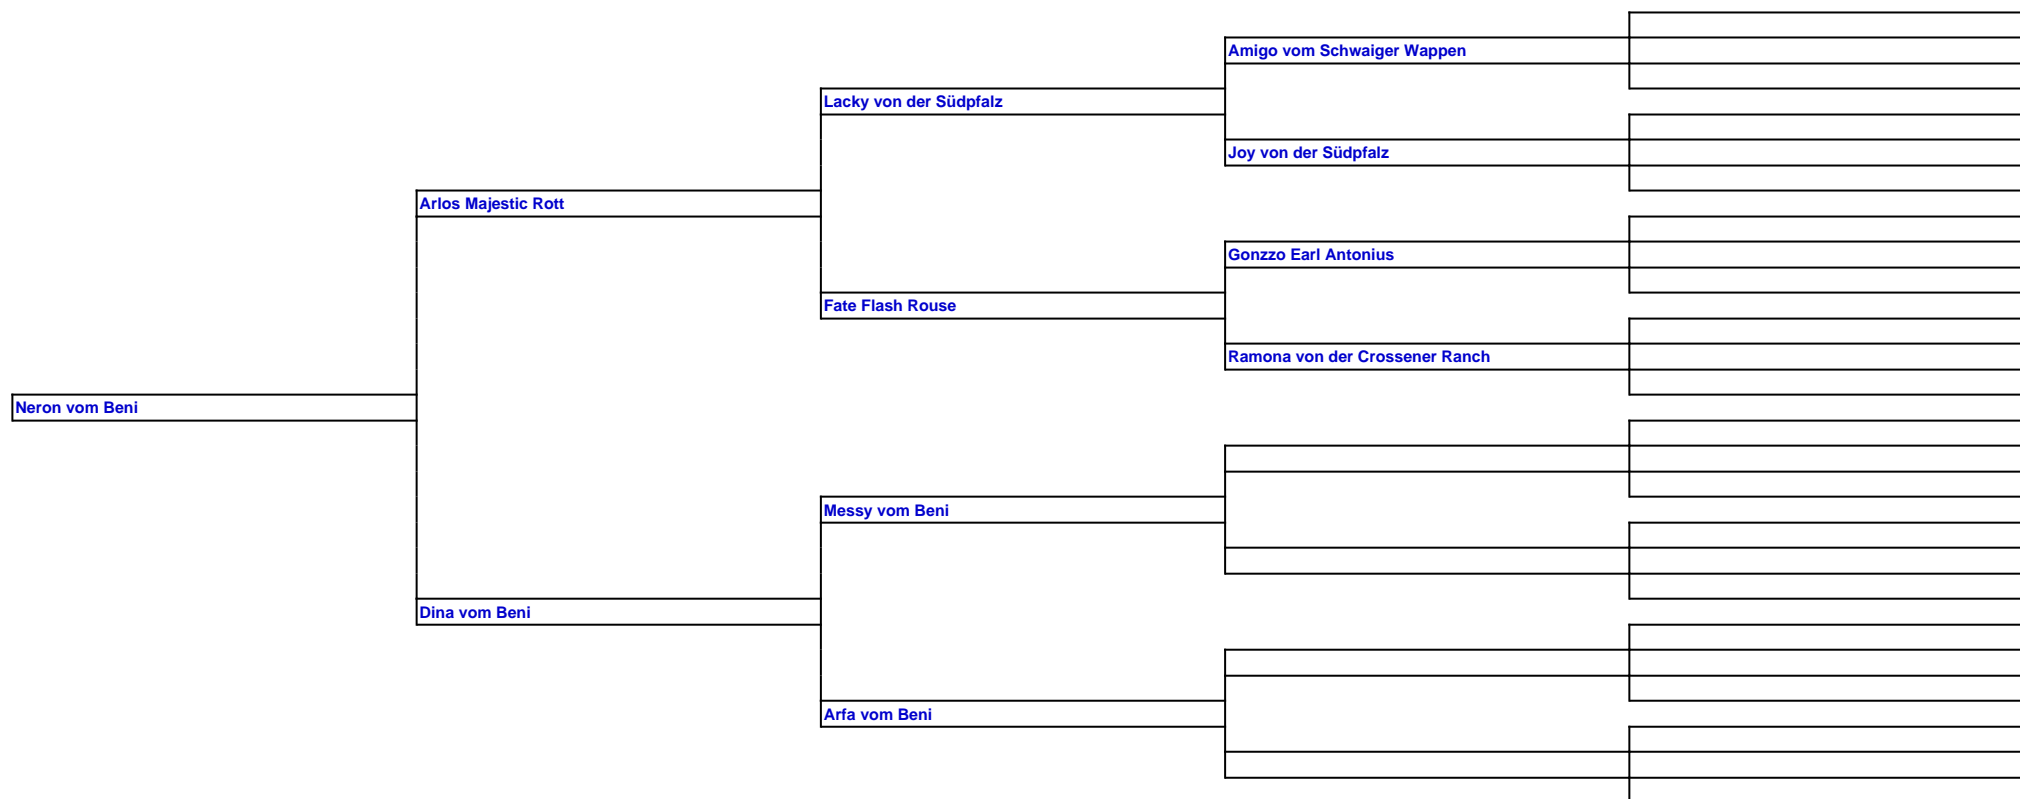 Amigo vom Schwaiger Wappen
Lacky von der Südpfalz
Joy von der Südpfalz
Arlos Majestic Rott
Gonzzo Earl Antonius
Fate Flash Rouse
Ramona von der Crossener Ranch
Neron vom Beni
Messy vom Beni
Dina vom Beni
Arfa vom Beni